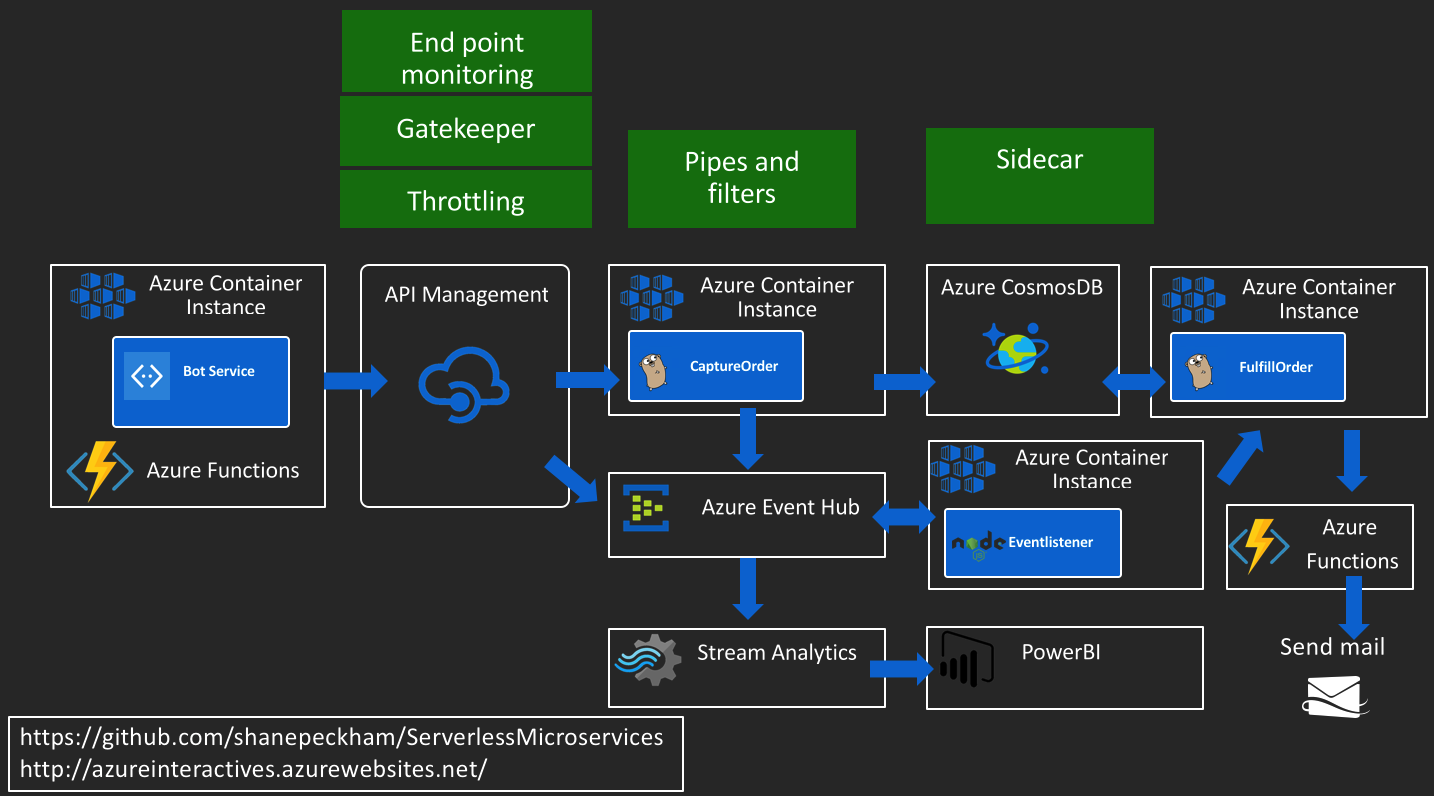 End point
monitoring
Gatekeeper
Throttling
Pipes and
filters
Sidecar
Azure Container
Instance
Bot Service
Azure Functions
API Management
Azure Container
Instance
CaptureOrder
Azure CosmosDB
Azure Container
Instance
FulfillOrder
Azure Event Hub
Azure Container
Instance
node
JS
Eventlistener
Azure
Functions
Stream Analytics
PowerBI
Send mail
https://github.com/shanepeckham/ServerlessMicroservices
http://azureinteractives.azurewebsites.net/